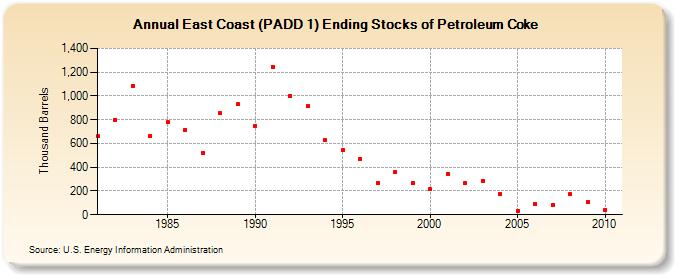 Annual East Coast (PADD 1) Ending Stocks of Petroleum Coke
Thousand Barrels
1,400
1,200
1,000
800
600
400
200
0
1985 1990 1995 2000 2005 2010
Source: U.S. Energy Information Administration